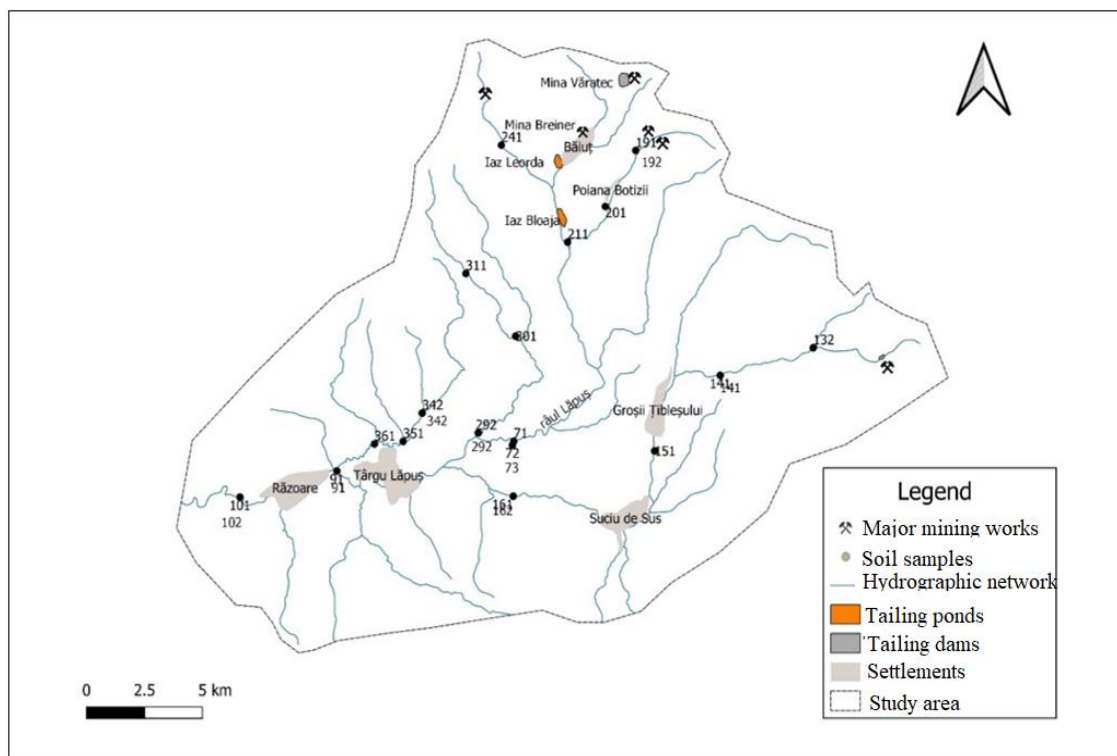 Mina Văratec
Mina Breiner
241
Băiuț
191
192
Iaz Leorda
Poiana Botizii
201
Iaz Bloaja
211
311
301
132
141
141
râul Lăpuș
Groșii Țibleșului
342
342
292
292
71
72
73
361
351
151
91
91
Târgu Lăpuș
Răzoare
101
102
161
162
Suciu de Sus
0 2.5 5 km
Legend
Major mining works
Soil samples
Hydrographic network
Tailing ponds
Tailing dams
Settlements
Study area